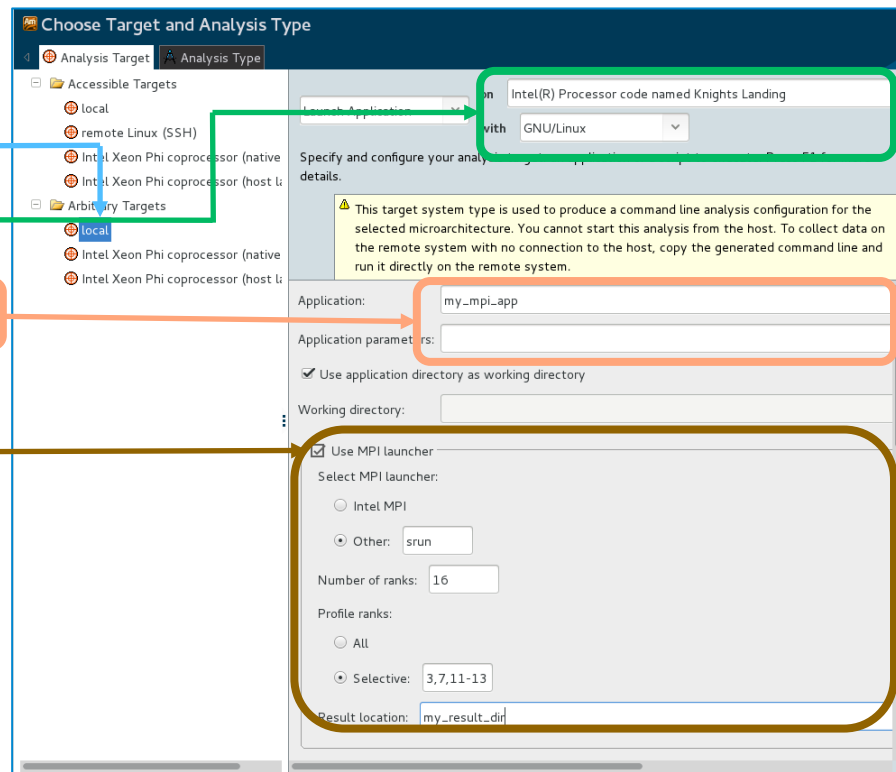 Choose Target and Analysis Type
Analysis Target
Analysis Type
Accessible Targets
local
remote Linux (SSH)
Intel Xeon Phi coprocessor (native
Intel Xeon Phi coprocessor (host la
Arbitrary Targets
local
Intel Xeon Phi coprocessor (native
Intel Xeon Phi coprocessor (host la
Launch Application
on Intel(R) Processor code named Knights Landing
with GNU/Linux
Specify and configure your
details.
This target system type is used to produce a command line analysis configuration for the
selected microarchitecture. You cannot start this analysis from the host. To collect data on
the remote system with no connection to the host, copy the generated command line and
run it directly on the remote system.
Application: my_mpi_app
Application parameters:
Use application directory as working directory
Working directory:
Use MPI launcher
Select MPI launcher:
Intel MPI
Other: srun
Number of ranks: 16
Profile ranks:
All
Selective: 3,7,11-13
Result location: my_result_dir